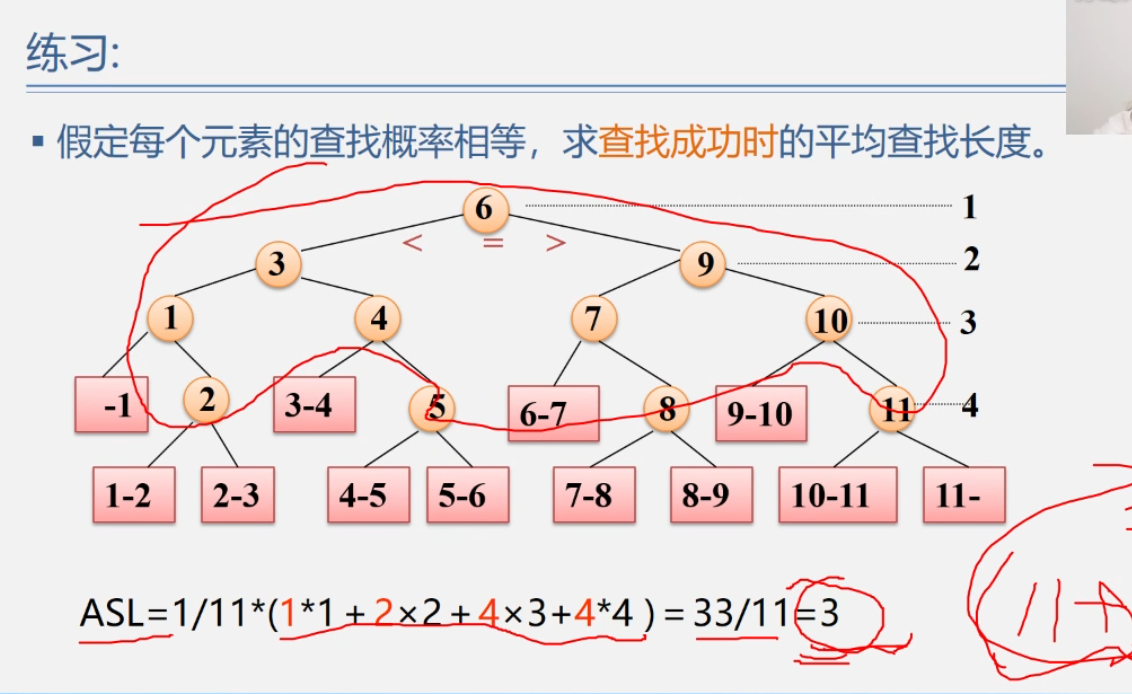 练习:
▪ 假定每个元素的查找概率相等，求查找成功时的平均查找长度。
6 1
< = >
3 9 2
1 4 7 10 3
-1 2 3-4 5 6-7 8 9-10 11 4
1-2 2-3 4-5 5-6 7-8 8-9 10-11 11-
ASL=1/11*(1*1+2×2+4×3+4*4)=33/11=3